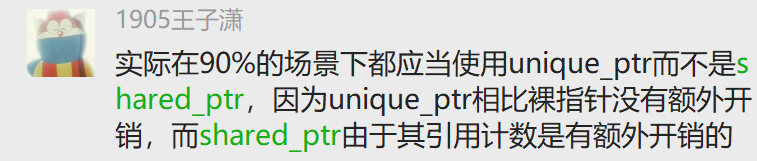 1905王子潇
实际在90%的场景下都应当使用unique_ptr而不是s
hared_ptr，因为unique_ptr相比裸指针没有额外开
销，而shared_ptr由于其引用计数是有额外开销的